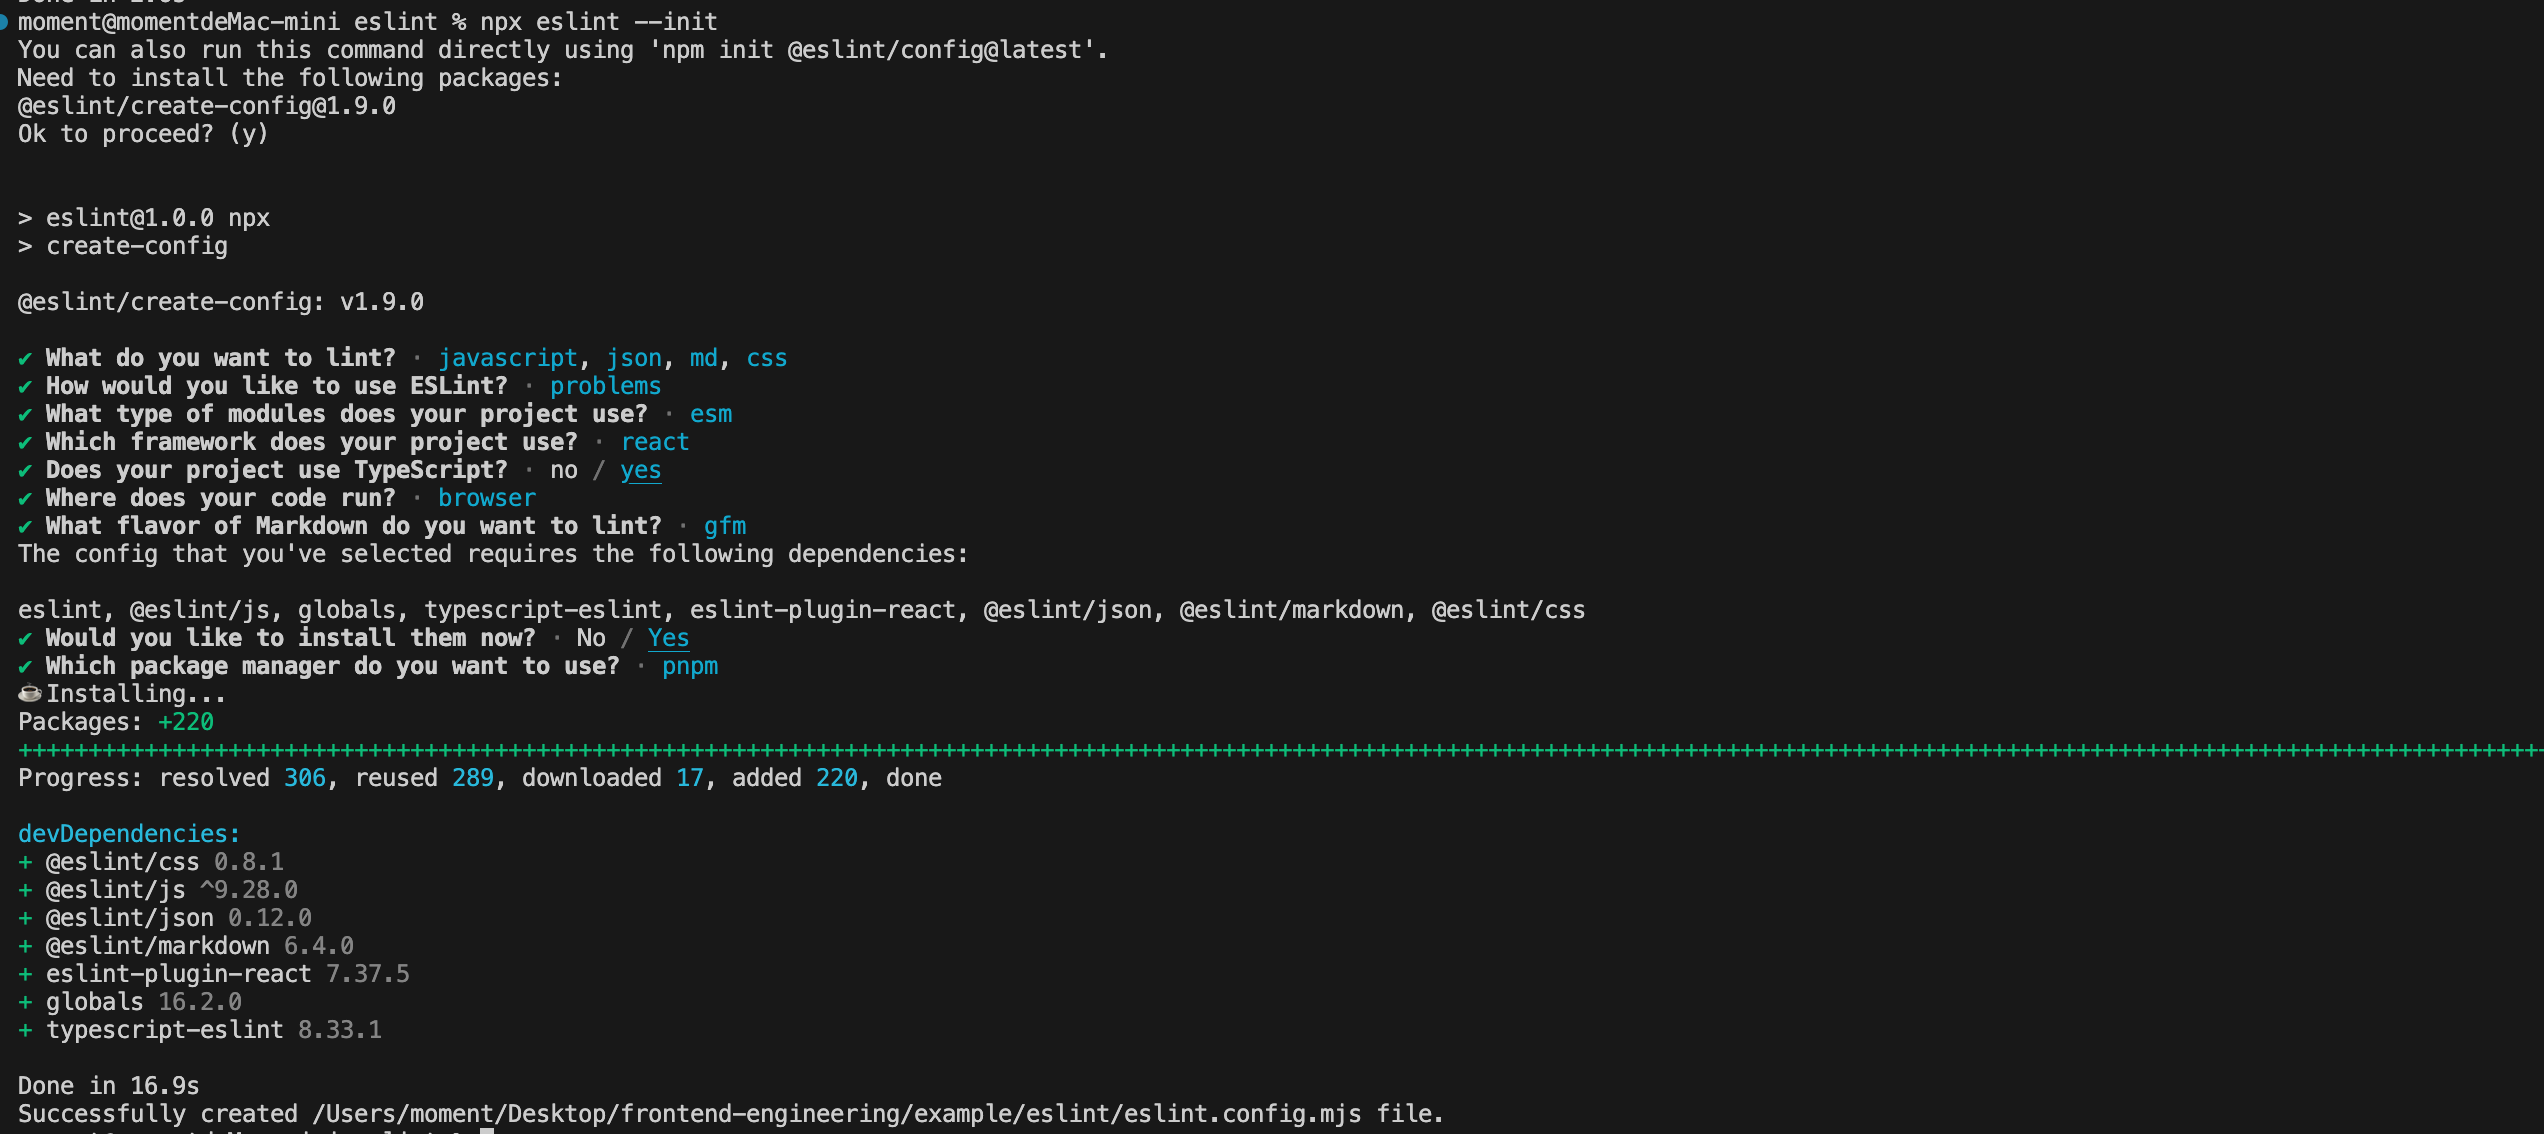 moment@momentdeMac-mini eslint % npx eslint --init
You can also run this command directly using 'npm init @eslint/config@latest'.
Need to install the following packages:
@eslint/create-config@1.9.0
Ok to proceed? (y)
> eslint@1.0.0 npx
> create-config
@eslint/create-config: v1.9.0
✔ What do you want to lint? · javascript, json, md, css
✔ How would you like to use ESLint? · problems
✔ What type of modules does your project use? · esm
✔ Which framework does your project use? · react
✔ Does your project use TypeScript? · no / yes
✔ Where does your code run? · browser
✔ What flavor of Markdown do you want to lint? · gfm
The config that you've selected requires the following dependencies:
eslint, @eslint/js, globals, typescript-eslint, eslint-plugin-react, @eslint/json, @eslint/markdown, @eslint/css
✔ Would you like to install them now? · No / Yes
✔ Which package manager do you want to use? · pnpm
☕️Installing...
Packages: +220
++++++++++++++++++++++++++++++++++++++++++++++++++++++++++++++++++++++++++++++++++++++++++++++++++++++++++++++++++++++++++++++++++++++++++++++++++++++++++++++++++++++++++++++++++++
Progress: resolved 306, reused 289, downloaded 17, added 220, done
devDependencies:
+ @eslint/css 0.8.1
+ @eslint/js ^9.28.0
+ @eslint/json 0.12.0
+ @eslint/markdown 6.4.0
+ eslint-plugin-react 7.37.5
+ globals 16.2.0
+ typescript-eslint 8.33.1
Done in 16.9s
Successfully created /Users/moment/Desktop/frontend-engineering/example/eslint/eslint.config.mjs file.